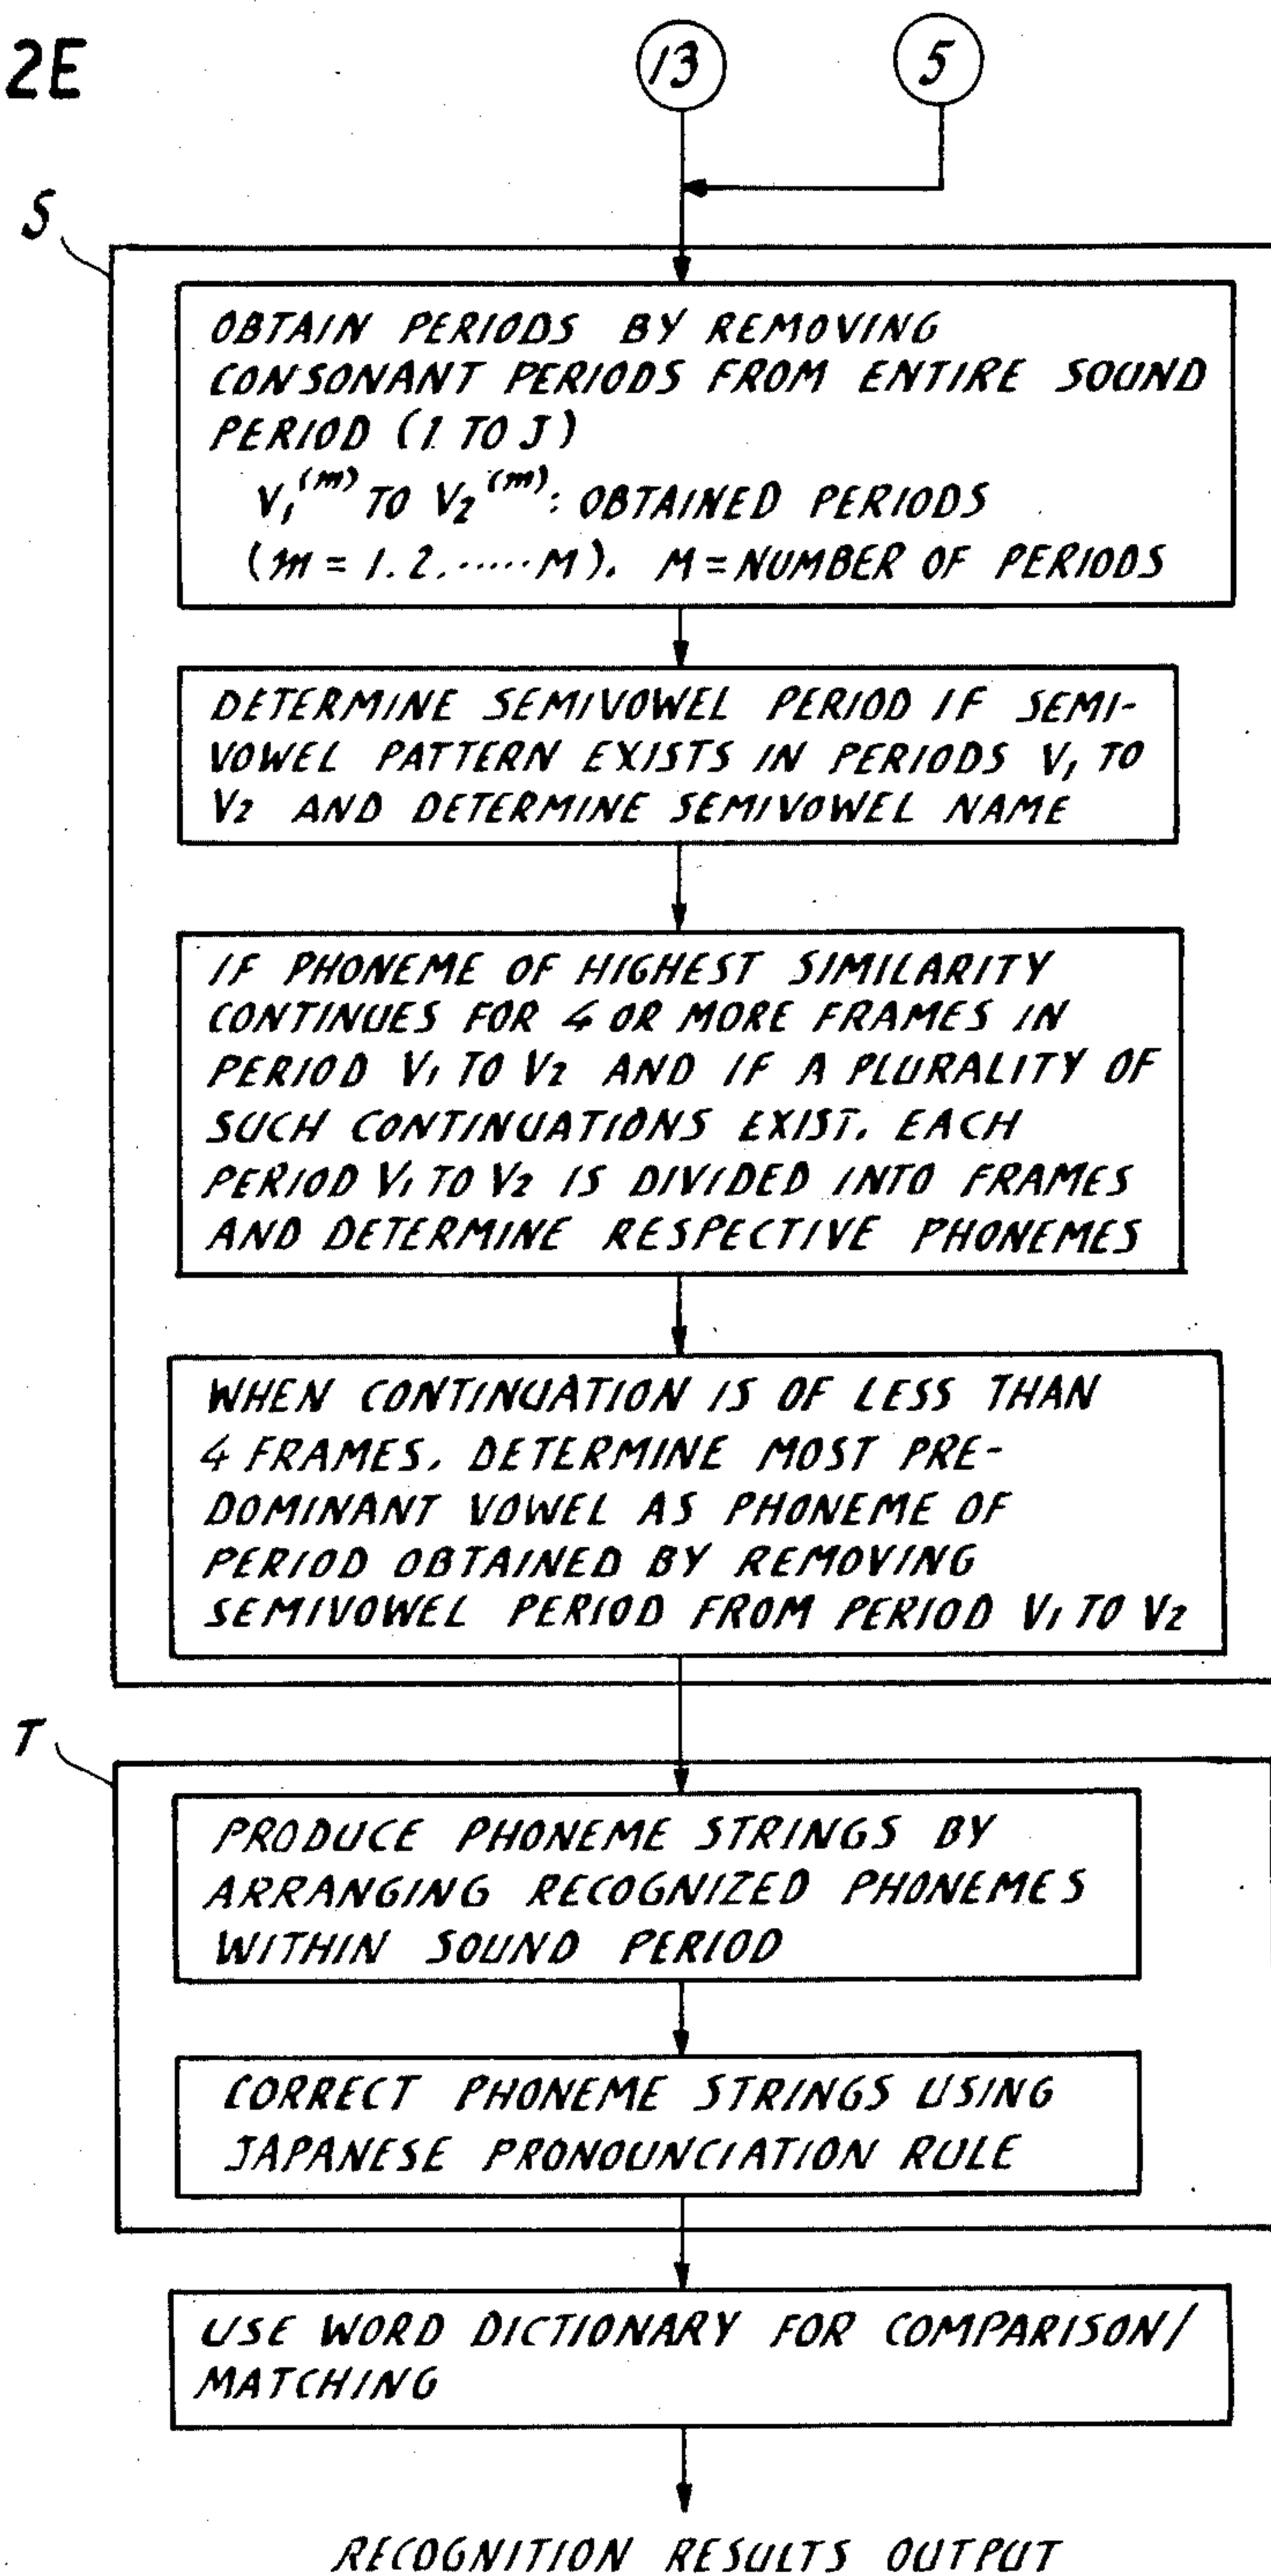 2E
13
5
S
OBTAIN PERIODS BY REMOVING
CONSONANT PERIODS FROM ENTIRE SOUND
PERIOD (1 TO J)
V₁⁽ᵐ⁾ TO V₂⁽ᵐ⁾: OBTAINED PERIODS
(m = 1. 2. ····· M). M = NUMBER OF PERIODS
DETERMINE SEMIVOWEL PERIOD IF SEMI-
VOWEL PATTERN EXISTS IN PERIODS V₁ TO
V₂ AND DETERMINE SEMIVOWEL NAME
IF PHONEME OF HIGHEST SIMILARITY
CONTINUES FOR 4 OR MORE FRAMES IN
PERIOD V₁ TO V₂ AND IF A PLURALITY OF
SUCH CONTINUATIONS EXIST. EACH
PERIOD V₁ TO V₂ IS DIVIDED INTO FRAMES
AND DETERMINE RESPECTIVE PHONEMES
WHEN CONTINUATION IS OF LESS THAN
4 FRAMES. DETERMINE MOST PRE-
DOMINANT VOWEL AS PHONEME OF
PERIOD OBTAINED BY REMOVING
SEMIVOWEL PERIOD FROM PERIOD V₁ TO V₂
T
PRODUCE PHONEME STRINGS BY
ARRANGING RECOGNIZED PHONEMES
WITHIN SOUND PERIOD
CORRECT PHONEME STRINGS USING
JAPANESE PRONOUNCIATION RULE
USE WORD DICTIONARY FOR COMPARISON/
MATCHING
RECOGNITION RESULTS OUTPUT